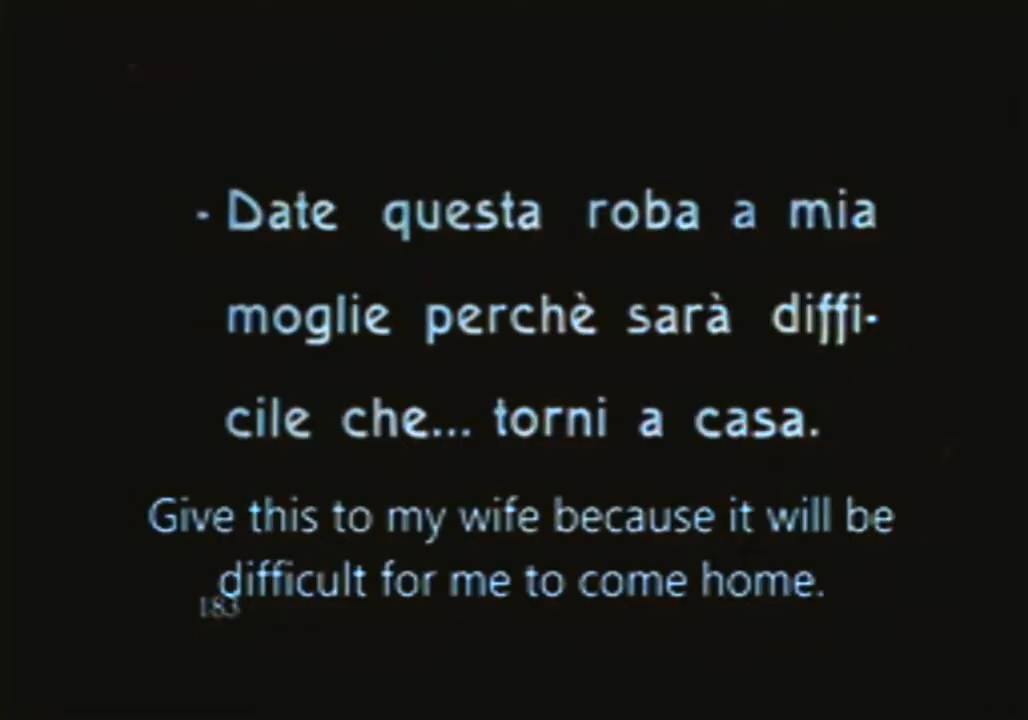 - Date questa roba a mia
moglie perchè sarà diffi-
cile che... torni a casa.
Give this to my wife because it will be
difficult for me to come home.
183